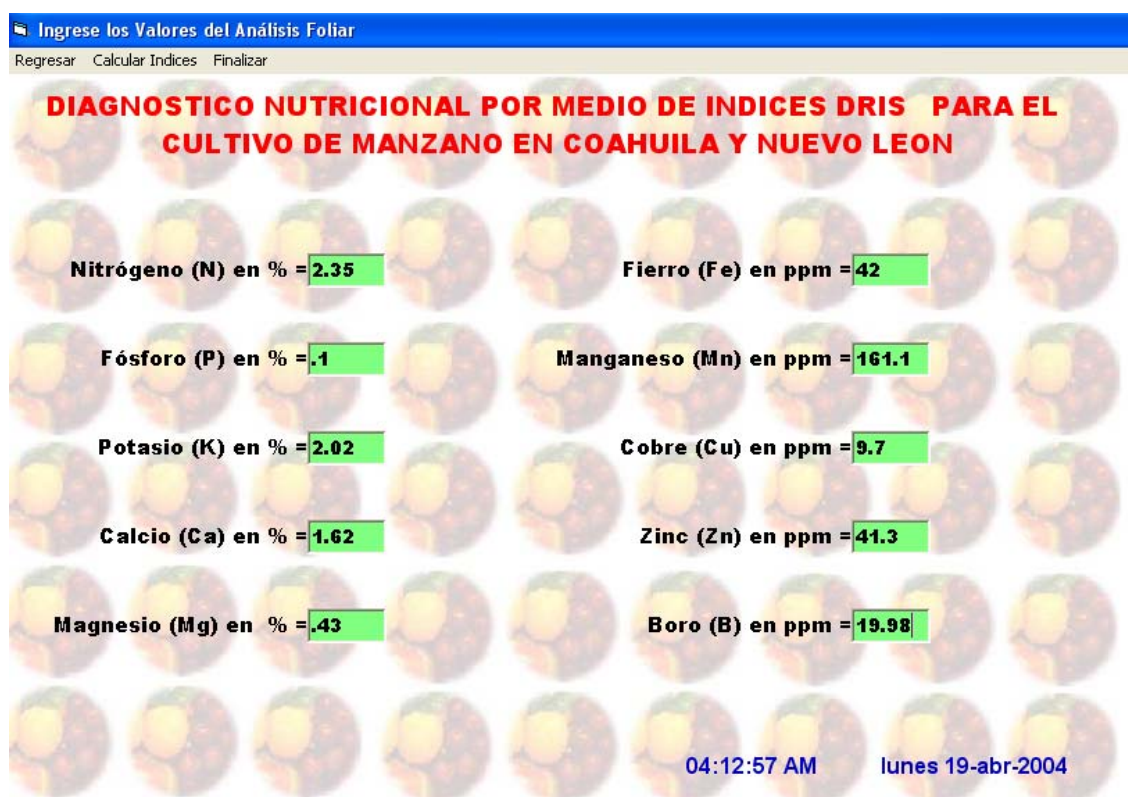 Ingrese los Valores del Análisis Foliar
Regresar Calcular Indices Finalizar
DIAGNOSTICO NUTRICIONAL POR MEDIO DE INDICES DRIS PARA EL
CULTIVO DE MANZANO EN COAHUILA Y NUEVO LEON
Nitrógeno (N) en % = 2.35 Fierro (Fe) en ppm = 42
Fósforo (P) en % = .1 Manganeso (Mn) en ppm = 161.1
Potasio (K) en % = 2.02 Cobre (Cu) en ppm = 9.7
Calcio (Ca) en % = 1.62 Zinc (Zn) en ppm = 41.3
Magnesio (Mg) en % = .43 Boro (B) en ppm = 19.98
04:12:57 AM lunes 19-abr-2004